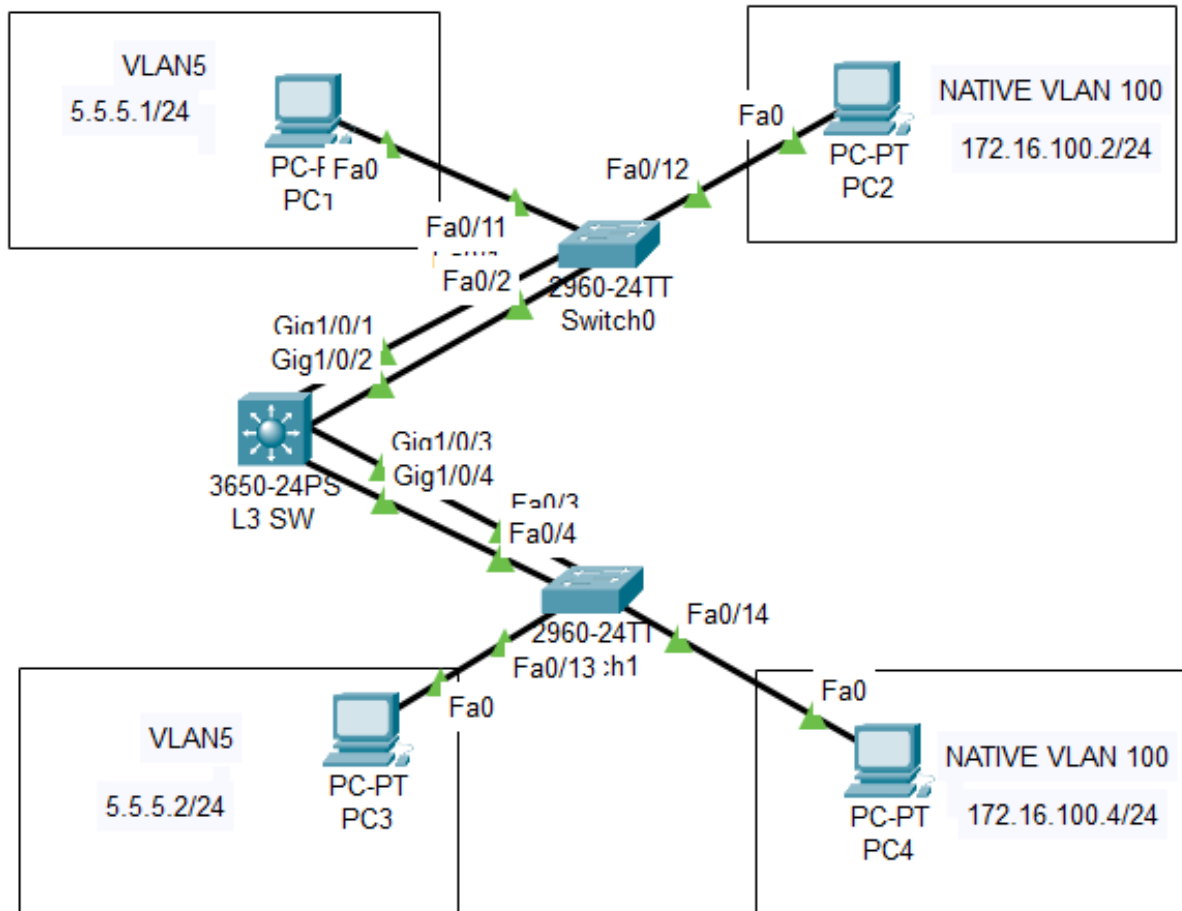 VLAN5
5.5.5.1/24
Fa0
PC1
NATIVE VLAN 100
172.16.100.2/24
Fa0
PC-PT
PC2
Fa0/12
Fa0/11
Fa0/2
2960-24TT
Switch0
Gig1/0/1
Gig1/0/2
3650-24PS
L3 SW
Gig1/0/3
Gig1/0/4
Fa0/3
Fa0/4
2960-24TT
Fa0/14
Fa0/13
VLAN5
5.5.5.2/24
Fa0
PC-PT
PC3
Fa0
NATIVE VLAN 100
172.16.100.4/24
PC-PT
PC4